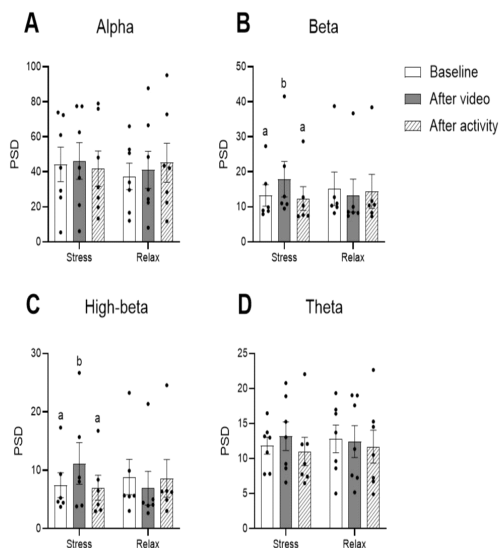 A
Alpha
PSD
100
80
60
40
20
0
Stress
Relax
B
Beta
PSD
50
40
30
20
10
0
a
b
a
Stress
Relax
Baseline
After video
After activity
C
High-beta
PSD
30
20
10
0
a
b
a
Stress
Relax
D
Theta
PSD
25
20
15
10
5
0
Stress
Relax